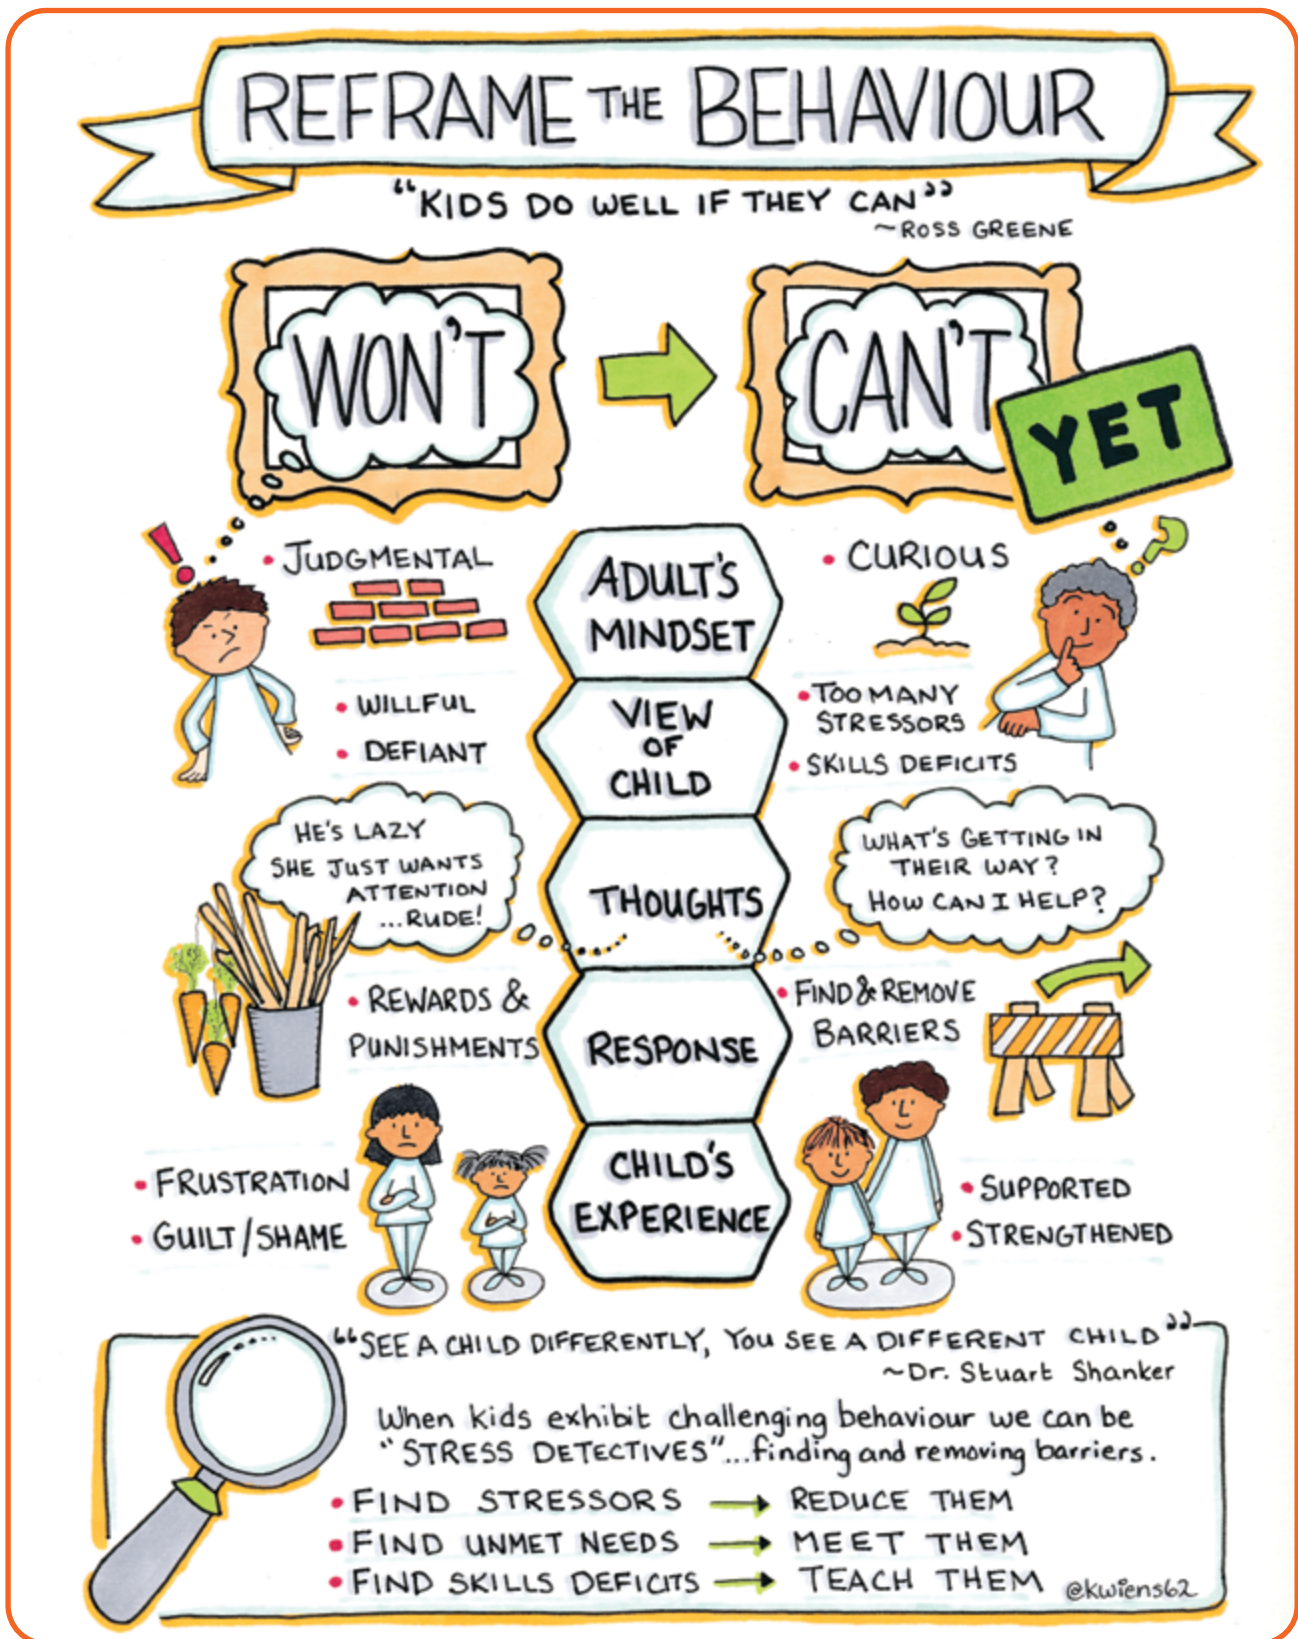 REFRAME THE BEHAVIOUR
"KIDS DO WELL IF THEY CAN"
~ROSS GREENE
WON'T
CAN'T
YET
• JUDGMENTAL
ADULT'S
MINDSET
• CURIOUS
• WILLFUL
• DEFIANT
VIEW
OF
CHILD
• TOO MANY
STRESSORS
• SKILLS DEFICITS
HE'S LAZY
SHE JUST WANTS
ATTENTION
...RUDE!
THOUGHTS
WHAT'S GETTING IN
THEIR WAY?
HOW CAN I HELP?
• REWARDS &
PUNISHMENTS
RESPONSE
• FIND & REMOVE
BARRIERS
• FRUSTRATION
• GUILT/SHAME
CHILD'S
EXPERIENCE
• SUPPORTED
• STRENGTHENED
"SEE A CHILD DIFFERENTLY, YOU SEE A DIFFERENT CHILD"
~Dr. Stuart Shanker
When kids exhibit challenging behaviour we can be
"STRESS DETECTIVES"...finding and removing barriers.
• FIND STRESSORS → REDUCE THEM
• FIND UNMET NEEDS → MEET THEM
• FIND SKILLS DEFICITS → TEACH THEM
@kwiens62